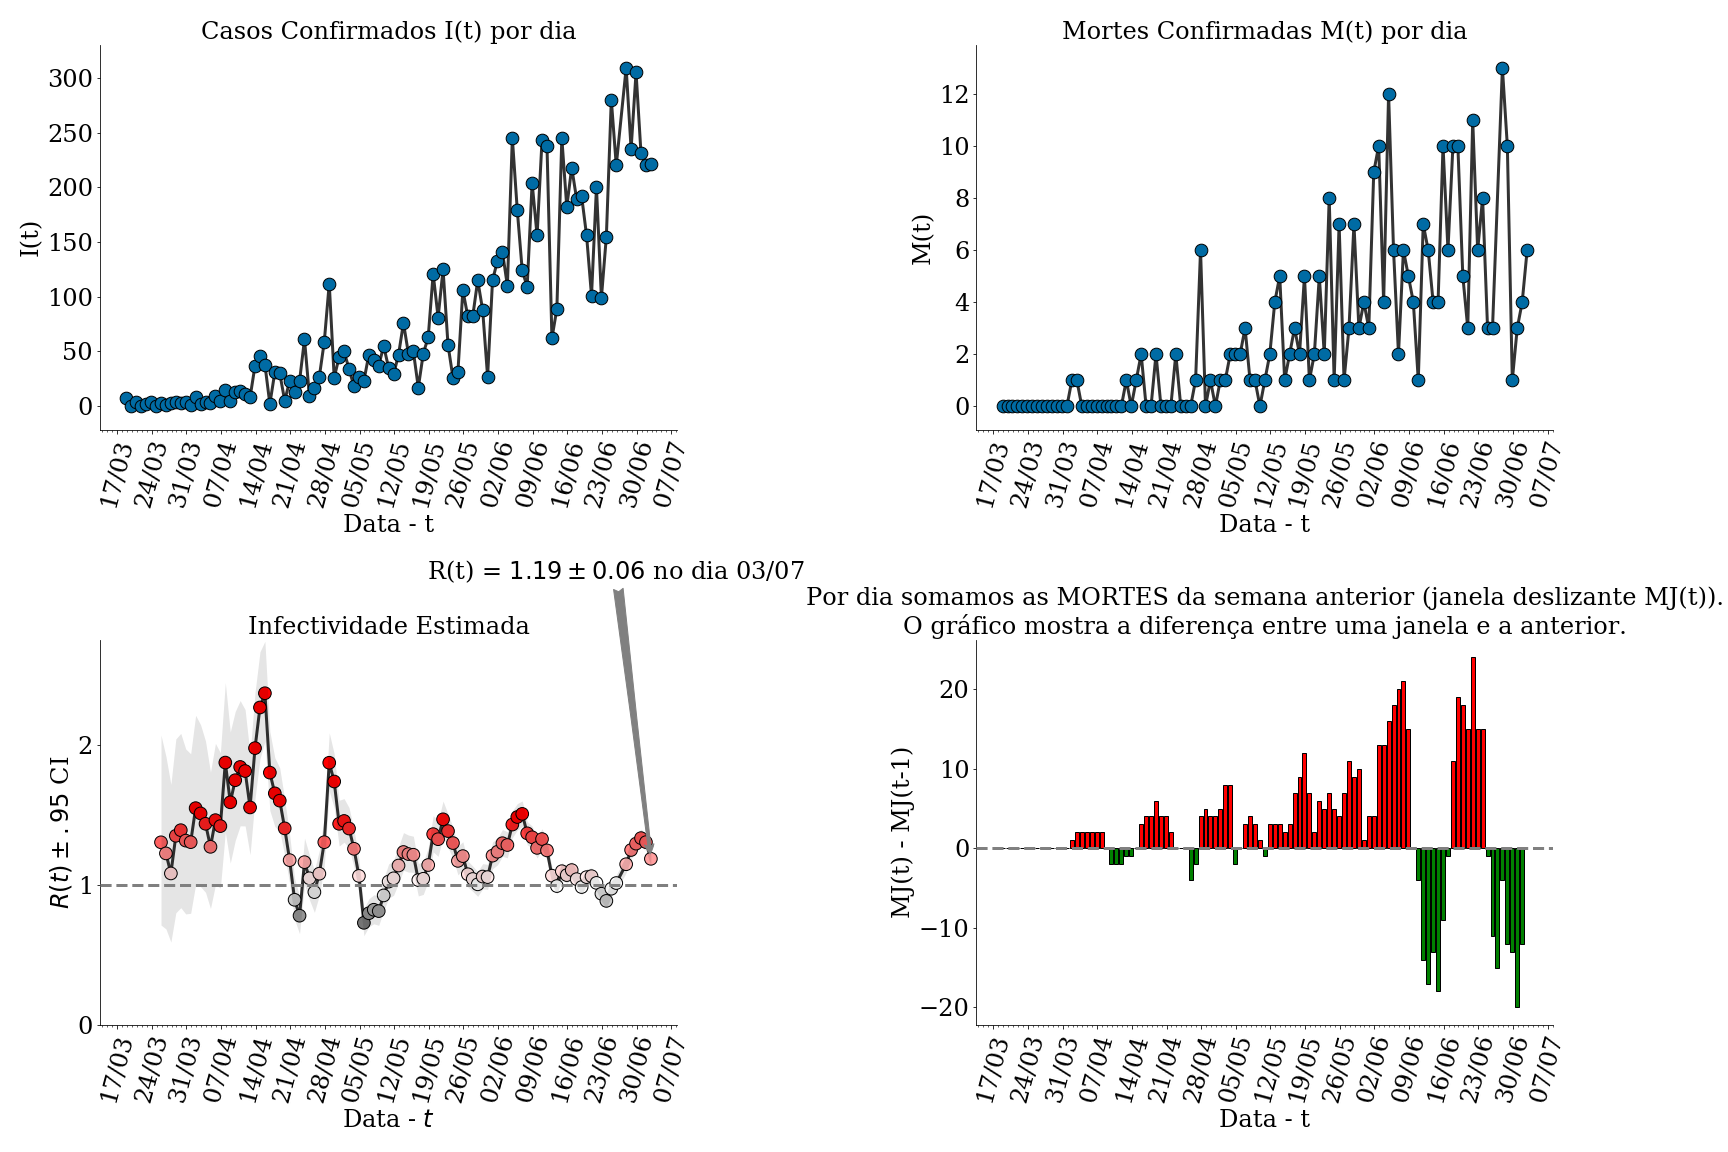 Casos Confirmados I(t) por dia
I(t)
300
250
200
150
100
50
0
17/03 24/03 31/03 07/04 14/04 21/04 28/04 05/05 12/05 19/05 26/05 02/06 09/06 16/06 23/06 30/06 07/07
Data - t
Mortes Confirmadas M(t) por dia
M(t)
12
10
8
6
4
2
0
17/03 24/03 31/03 07/04 14/04 21/04 28/04 05/05 12/05 19/05 26/05 02/06 09/06 16/06 23/06 30/06 07/07
Data - t
R(t) = 1.19 ± 0.06 no dia 03/07
Infectividade Estimada
R(t) ± .95 CI
2
1
0
17/03 24/03 31/03 07/04 14/04 21/04 28/04 05/05 12/05 19/05 26/05 02/06 09/06 16/06 23/06 30/06 07/07
Data - t
Por dia somamos as MORTES da semana anterior (janela deslizante MJ(t)).
O gráfico mostra a diferença entre uma janela e a anterior.
MJ(t) - MJ(t-1)
20
10
0
−10
−20
17/03 24/03 31/03 07/04 14/04 21/04 28/04 05/05 12/05 19/05 26/05 02/06 09/06 16/06 23/06 30/06 07/07
Data - t